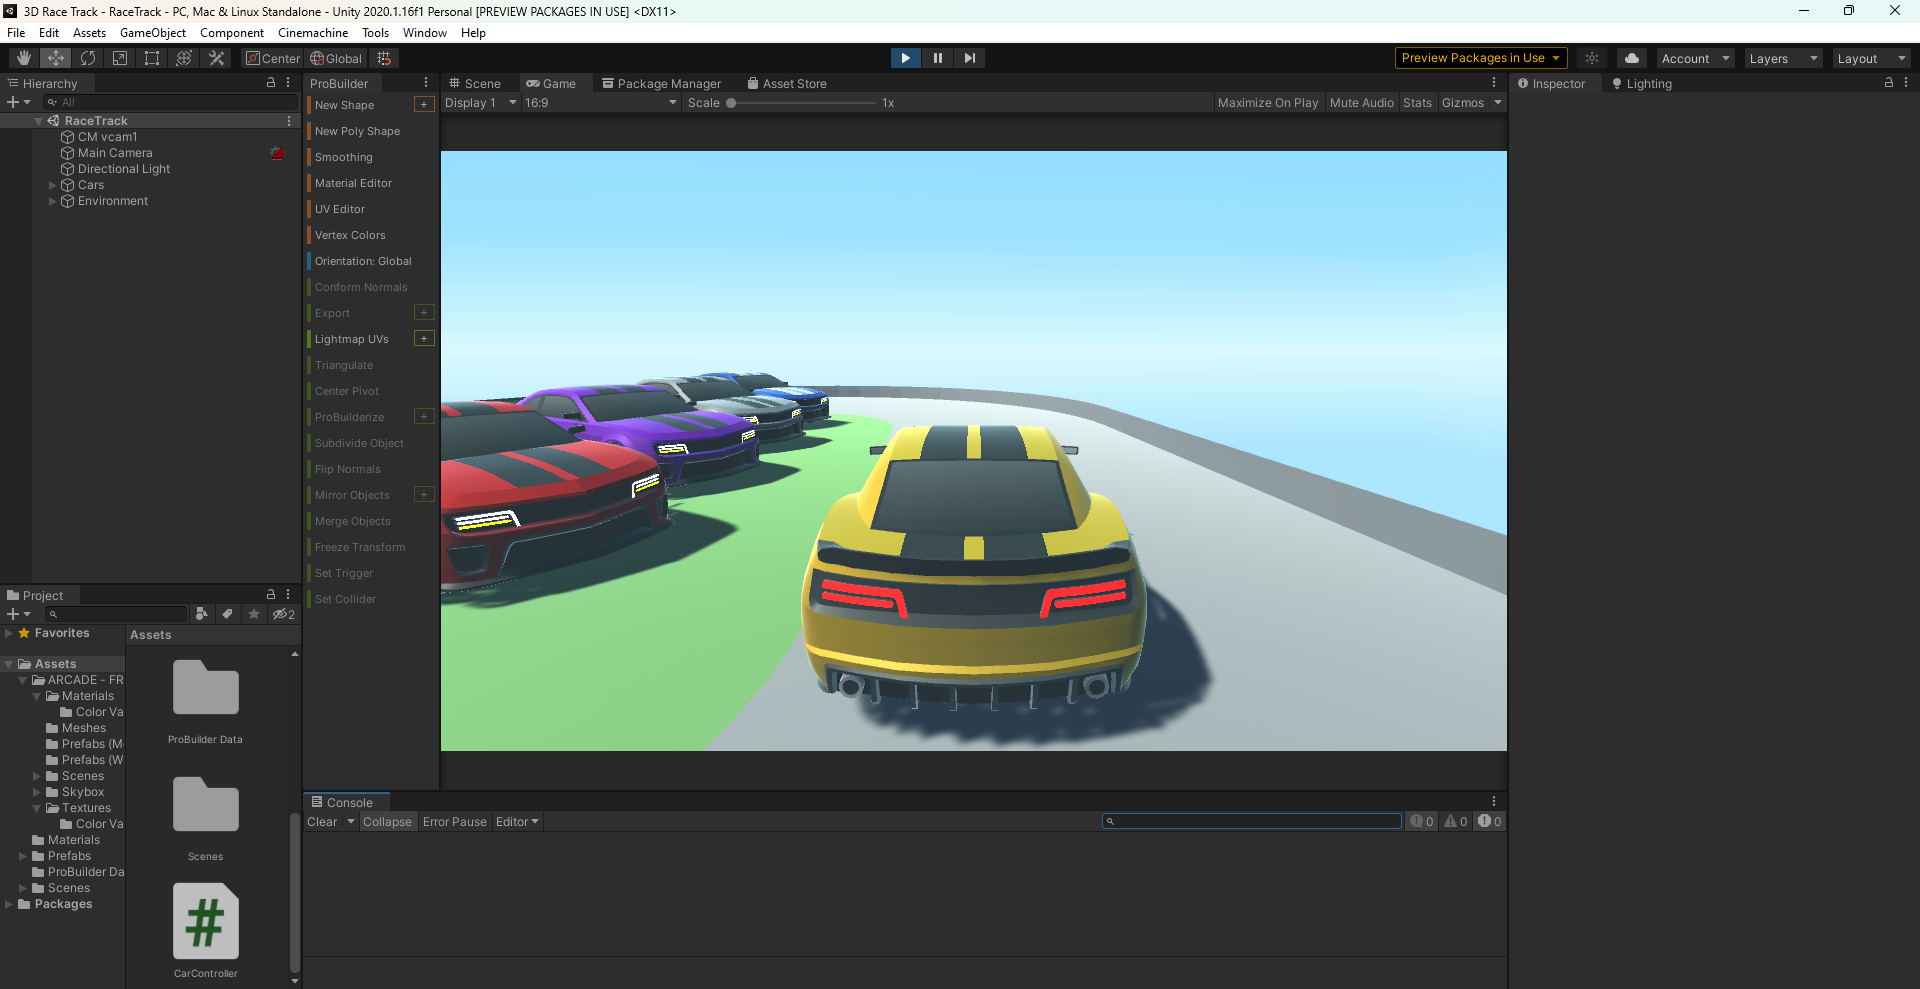 3D Race Track - RaceTrack - PC, Mac & Linux Standalone - Unity 2020.1.16f1 Personal [PREVIEW PACKAGES IN USE] <DX11>
File Edit Assets GameObject Component Cinemachine Tools Window Help
Center Global Preview Packages in Use Account Layers Layout
Hierarchy
All
RaceTrack
CM vcam1
Main Camera
Directional Light
Cars
Environment
ProBuilder
New Shape +
New Poly Shape
Smoothing
Material Editor
UV Editor
Vertex Colors
Orientation: Global
Conform Normals
Export +
Lightmap UVs +
Triangulate
Center Pivot
ProBuilderize +
Subdivide Object
Flip Normals
Mirror Objects +
Merge Objects
Freeze Transform
Set Trigger
Set Collider
Scene Game Package Manager Asset Store
Display 1 16:9 Scale 1x Maximize On Play Mute Audio Stats Gizmos
Inspector Lighting
Project
2
Favorites
Assets
ARCADE - FR
Materials
Color Va
Meshes
Prefabs (M
Prefabs (W
Scenes
Skybox
Textures
Color Va
Materials
Prefabs
ProBuilder Da
Scenes
Packages
Assets
ProBuilder Data
Scenes
#
CarController
Console
Clear Collapse Error Pause Editor 0 0 0